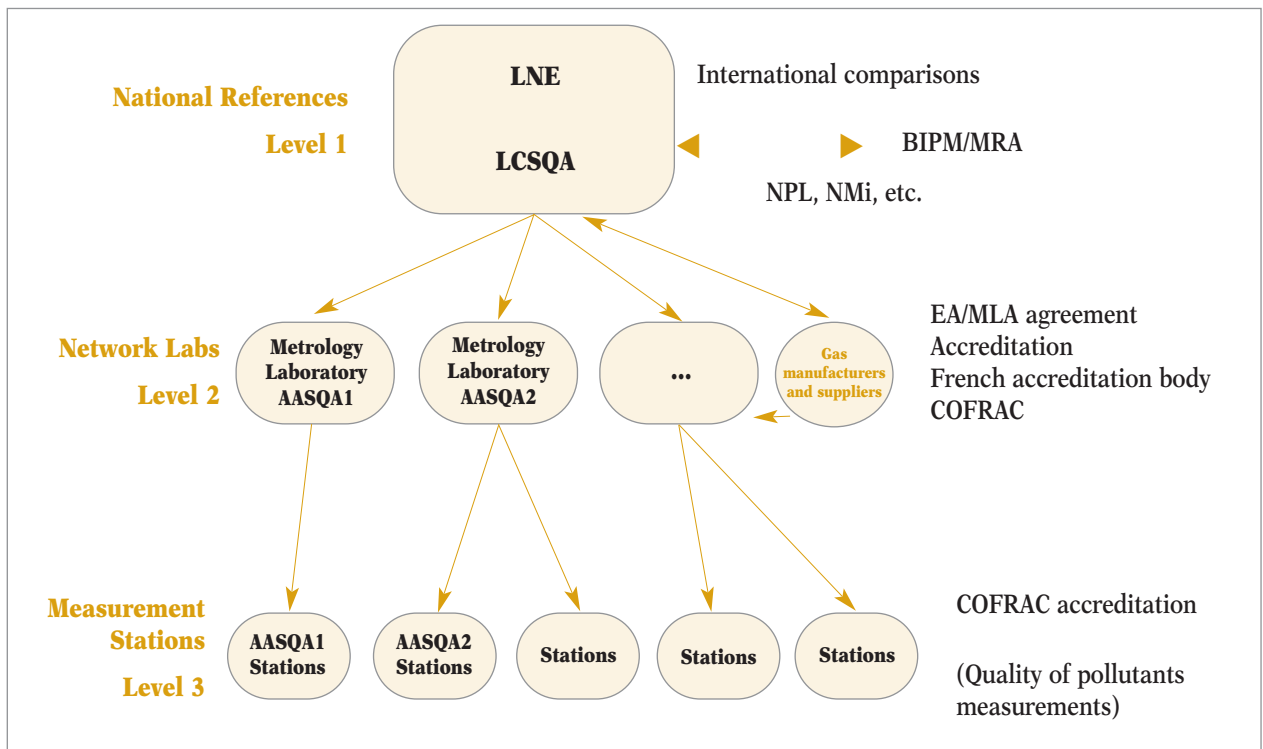 LNE
International comparisons
National References
Level 1
LCSQA
BIPM/MRA
NPL, NMi, etc.
Network Labs
Level 2
Metrology
Laboratory
AASQA1
Metrology
Laboratory
AASQA2
...
Gas
manufacturers
and suppliers
EA/MLA agreement
Accreditation
French accreditation body
COFRAC
Measurement
Stations
Level 3
AASQA1
Stations
AASQA2
Stations
Stations
Stations
Stations
COFRAC accreditation
(Quality of pollutants
measurements)